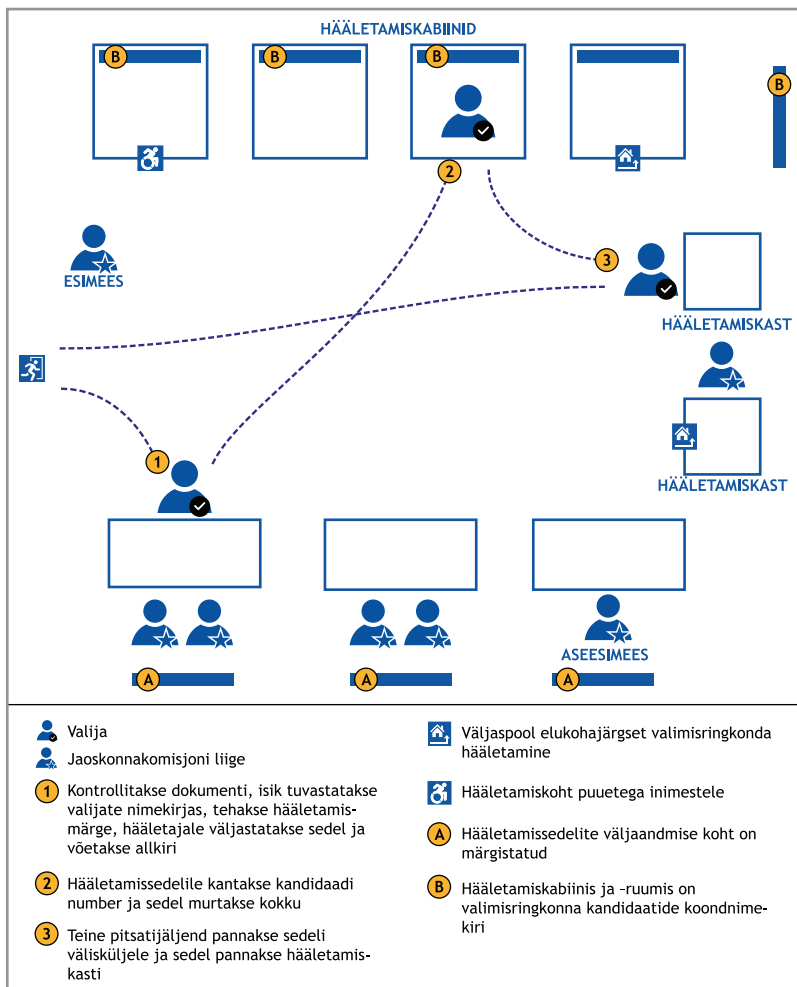 HÄÄLETAMISKABIINID
B
B
B
B
2
3
ESIMEES
HÄÄLETAMISKAST
1
HÄÄLETAMISKAST
ASEESIMEES
A
A
A
Valija
Jaoskonnakomisjoni liige
1
Kontrollitakse dokumenti, isik tuvastatakse
valijate nimekirjas, tehakse hääletamis-
märge, hääletajale väljastatakse sedel ja
võetakse allkiri
2
Hääletamissedelile kantakse kandidaadi
number ja sedel murtakse kokku
3
Teine pitsatijäljend pannakse sedeli
välisküljele ja sedel pannakse hääletamis-
kasti
Väljaspool elukohajärgset valimisringkonda
hääletamine
Hääletamiskoht puuetega inimestele
A
Hääletamissedelite väljaandmise koht on
märgistatud
B
Hääletamiskabiinis ja -ruumis on
valimisringkonna kandidaatide koondnime-
kiri